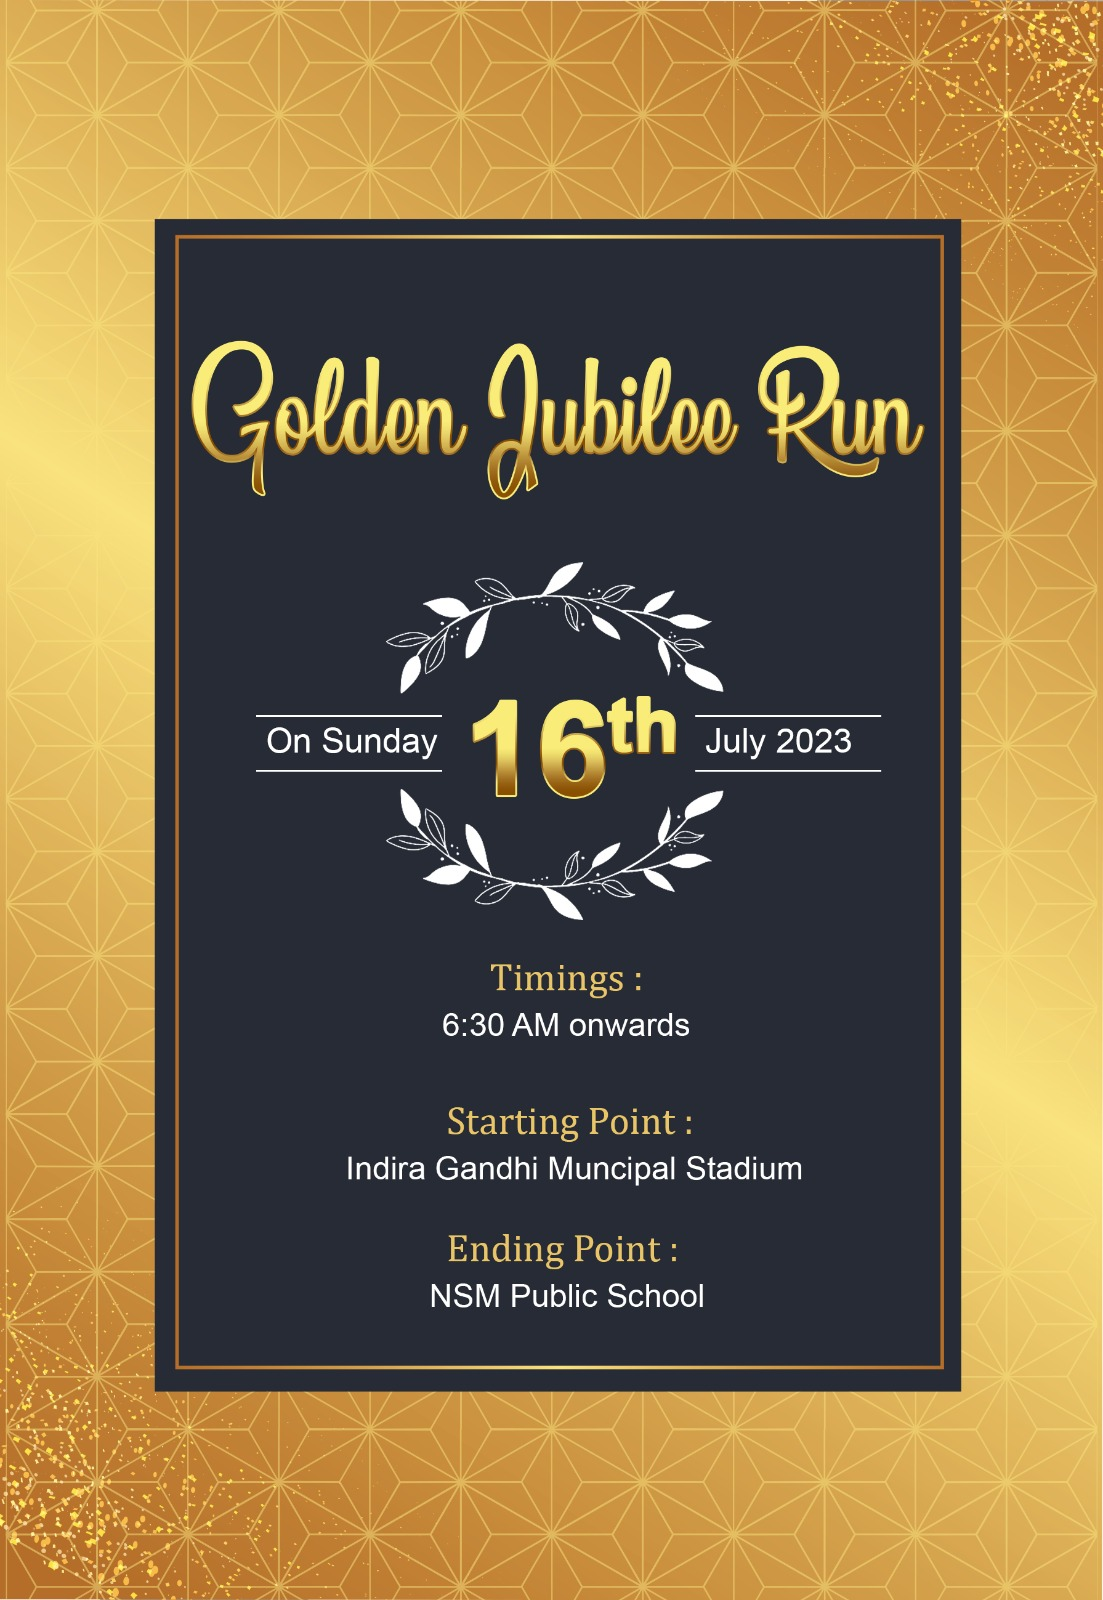 Golden Jubilee Run
On Sunday 16th July 2023
Timings :
6:30 AM onwards
Starting Point :
Indira Gandhi Muncipal Stadium
Ending Point :
NSM Public School